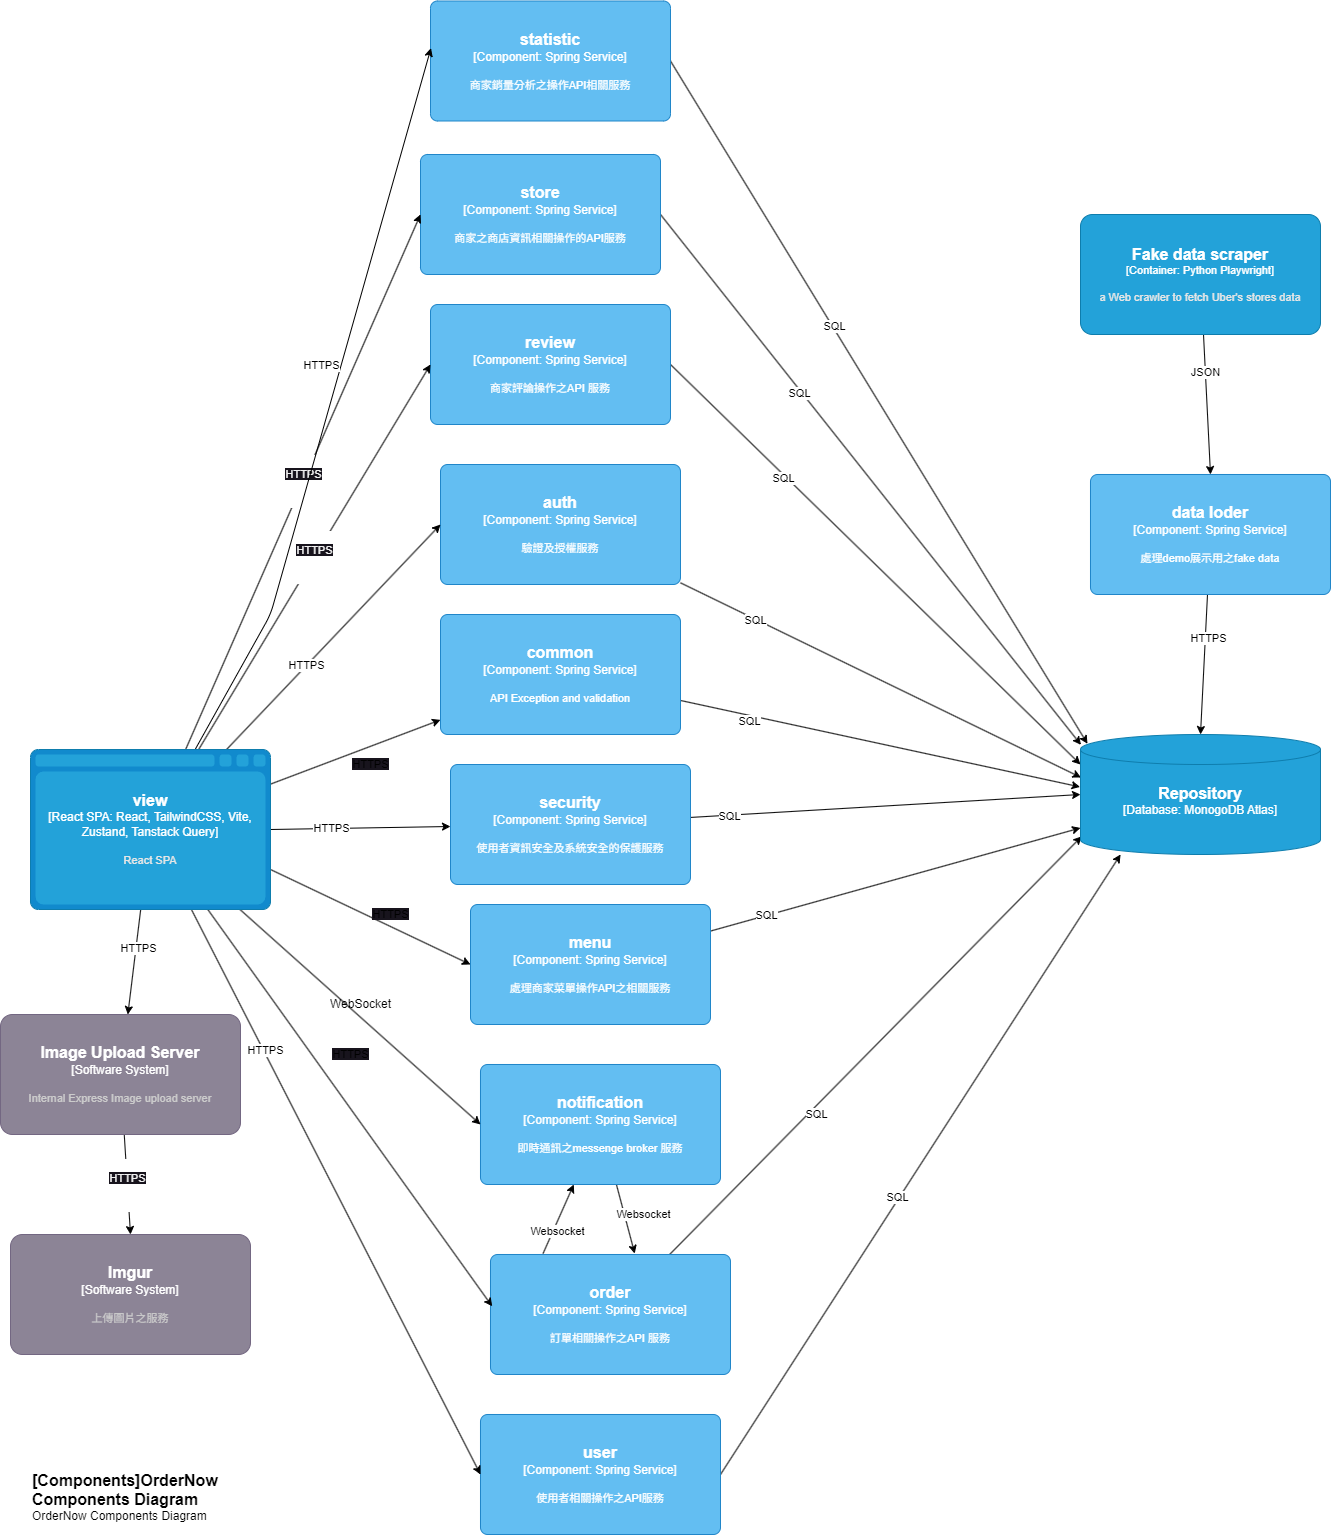 statistic
[Component: Spring Service]
商家銷量分析之操作API相關服務
store
[Component: Spring Service]
商家之商店資訊相關操作的API服務
review
[Component: Spring Service]
商家評論操作之API 服務
auth
[Component: Spring Service]
驗證及授權服務
common
[Component: Spring Service]
API Exception and validation
security
[Component: Spring Service]
使用者資訊安全及系統安全的保護服務
menu
[Component: Spring Service]
處理商家菜單操作API之相關服務
notification
[Component: Spring Service]
即時通訊之messenge broker 服務
Websocket
Websocket
order
[Component: Spring Service]
訂單相關操作之API 服務
user
[Component: Spring Service]
使用者相關操作之API服務
HTTPS
HTTPS
HTTPS
HTTPS
HTTPS
HTTPS
HTTPS
WebSocket
HTTPS
HTTPS
view
[React SPA: React, TailwindCSS, Vite,
Zustand, Tanstack Query]
React SPA
HTTPS
Image Upload Server
[Software System]
Internal Express Image upload server
HTTPS
Imgur
[Software System]
上傳圖片之服務
SQL
SQL
SQL
SQL
SQL
SQL
SQL
SQL
SQL
Fake data scraper
[Container: Python Playwright]
a Web crawler to fetch Uber's stores data
JSON
data loder
[Component: Spring Service]
處理demo展示用之fake data
HTTPS
Repository
[Database: MonogoDB Atlas]
[Components]OrderNow
Components Diagram
OrderNow Components Diagram